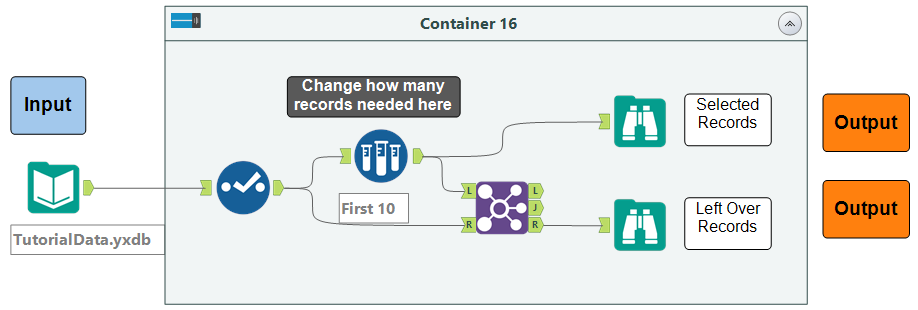 Container 16
Input
Change how many
records needed here
Selected
Records
Output
First 10
L
R
L
J
R
TutorialData.yxdb
Left Over
Records
Output